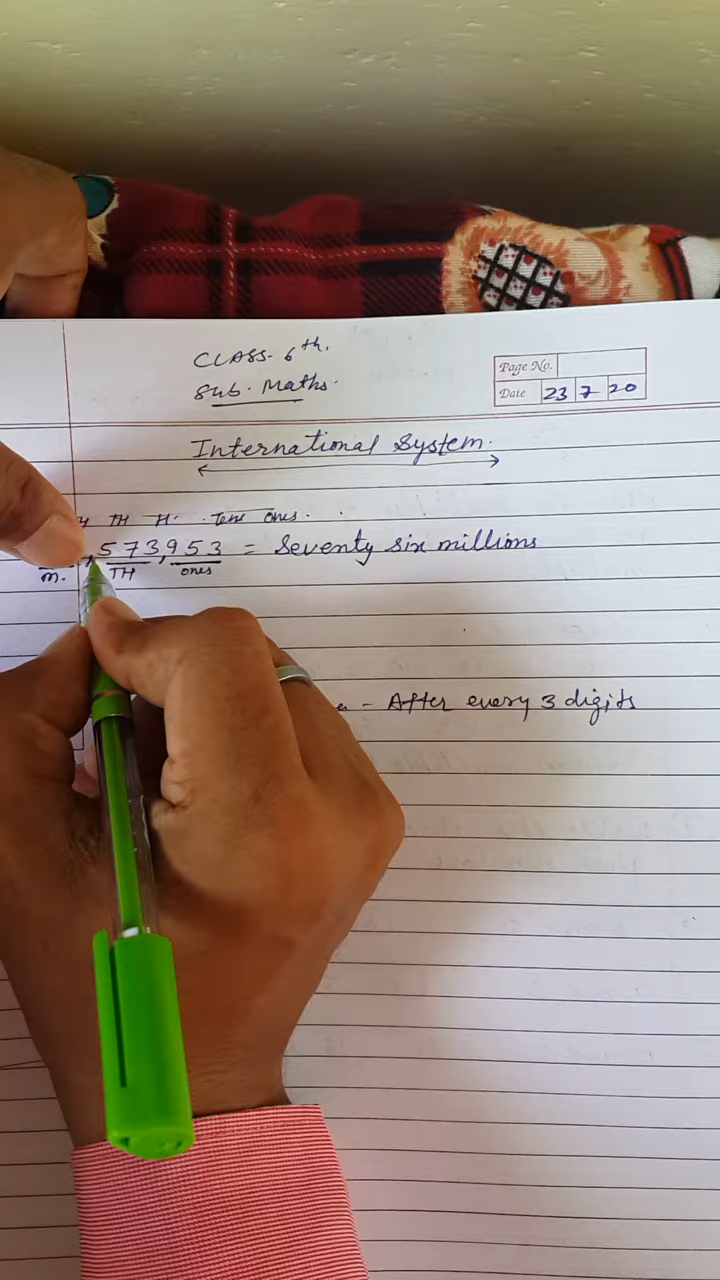 CLASS- 6th.
Sub. Maths.
Page No.
Date 23 7 20
International System.
TH H. Tens ones.
,573,953 = Seventy six millions
m. TH ones
- After every 3 digits